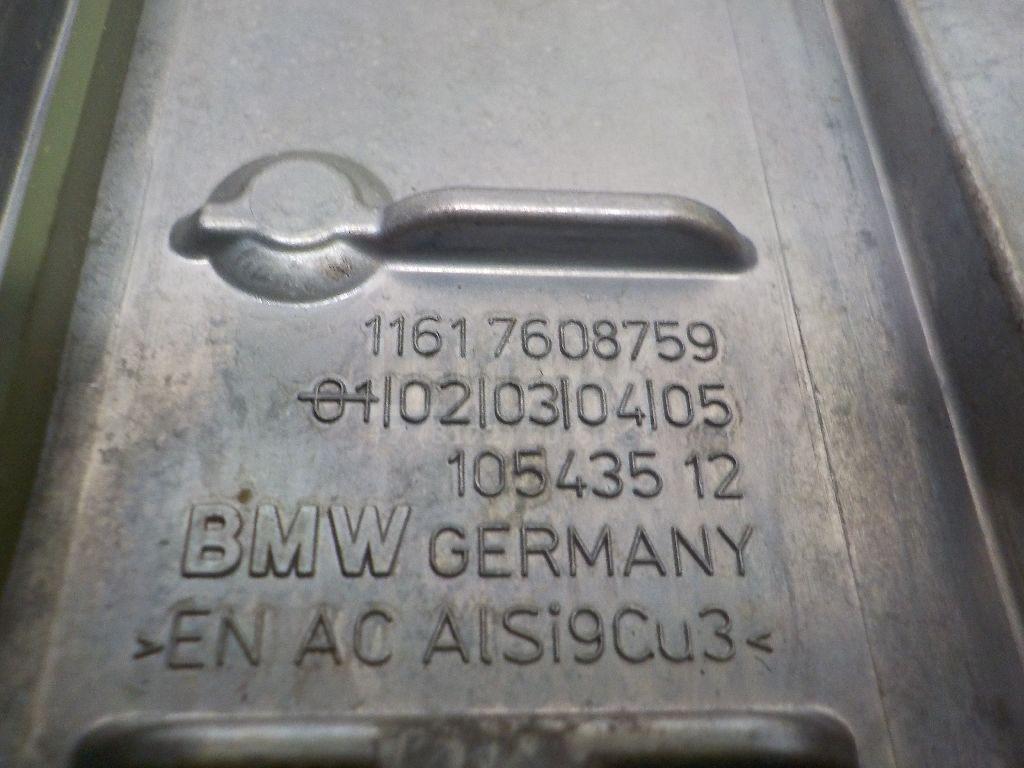 1161 7608759
01|02|03|04|05
105435 12
BMW GERMANY
>EN AC AlSi9Cu3<